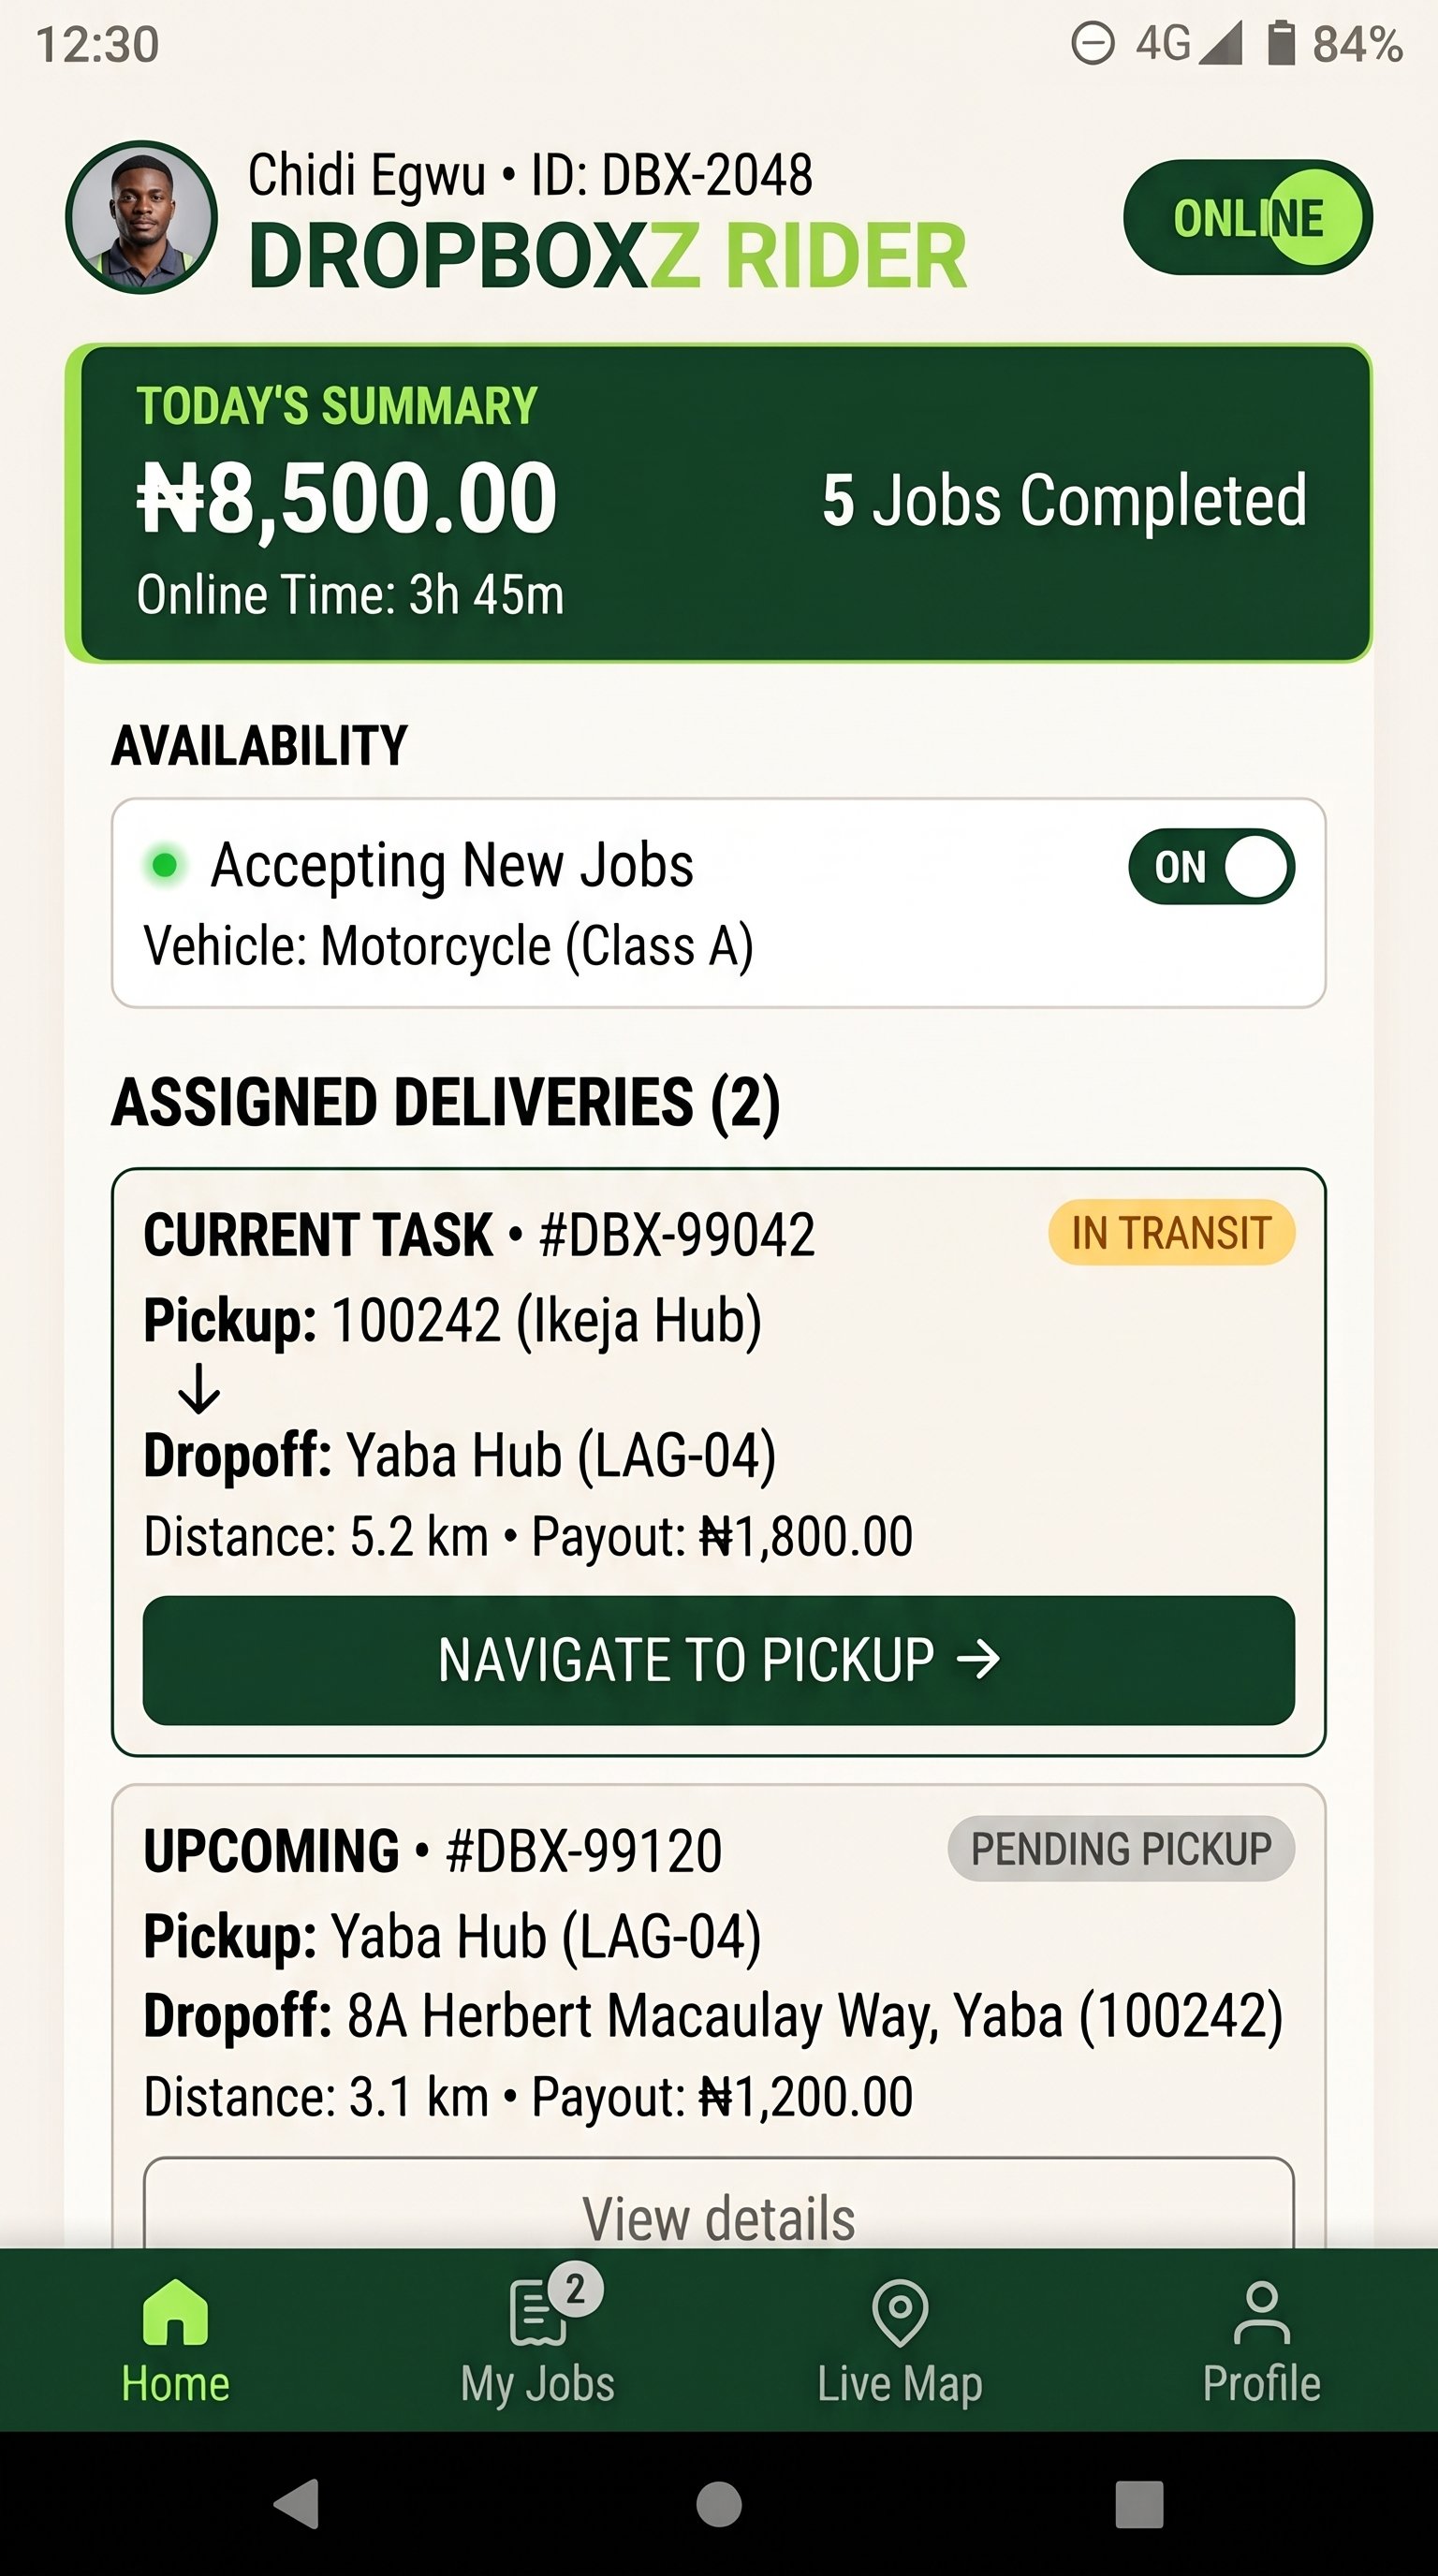 12:30
4G 84%
Chidi Egwu • ID: DBX-2048
DROPBOXZ RIDER
ONLINE
TODAY'S SUMMARY
₦8,500.00
5 Jobs Completed
Online Time: 3h 45m
AVAILABILITY
Accepting New Jobs
ON
Vehicle: Motorcycle (Class A)
ASSIGNED DELIVERIES (2)
CURRENT TASK • #DBX-99042
IN TRANSIT
Pickup: 100242 (Ikeja Hub)
↓
Dropoff: Yaba Hub (LAG-04)
Distance: 5.2 km • Payout: ₦1,800.00
NAVIGATE TO PICKUP →
UPCOMING • #DBX-99120
PENDING PICKUP
Pickup: Yaba Hub (LAG-04)
Dropoff: 8A Herbert Macaulay Way, Yaba (100242)
Distance: 3.1 km • Payout: ₦1,200.00
View details
2
Home
My Jobs
Live Map
Profile